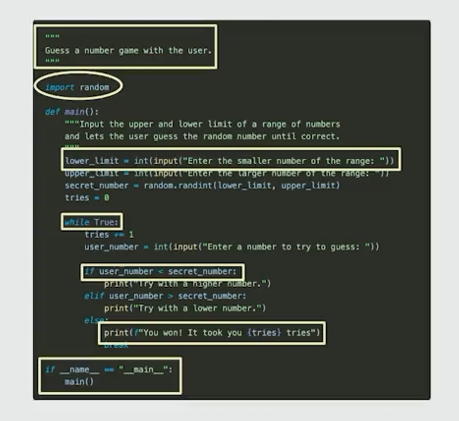 """
Guess a number game with the user.
"""
import random
def main():
"""Input the upper and lower limit of a range of numbers
and lets the user guess the random number until correct.
"""
lower_limit = int(input("Enter the smaller number of the range: "))
upper_limit = int(input("Enter the larger number of the range: "))
secret_number = random.randint(lower_limit, upper_limit)
tries = 0
while True:
tries += 1
user_number = int(input("Enter a number to try to guess: "))
if user_number < secret_number:
print("Try with a higher number.")
elif user_number > secret_number:
print("Try with a lower number.")
else:
print(f"You won! It took you {tries} tries")
break
if __name__ == "__main__":
main()